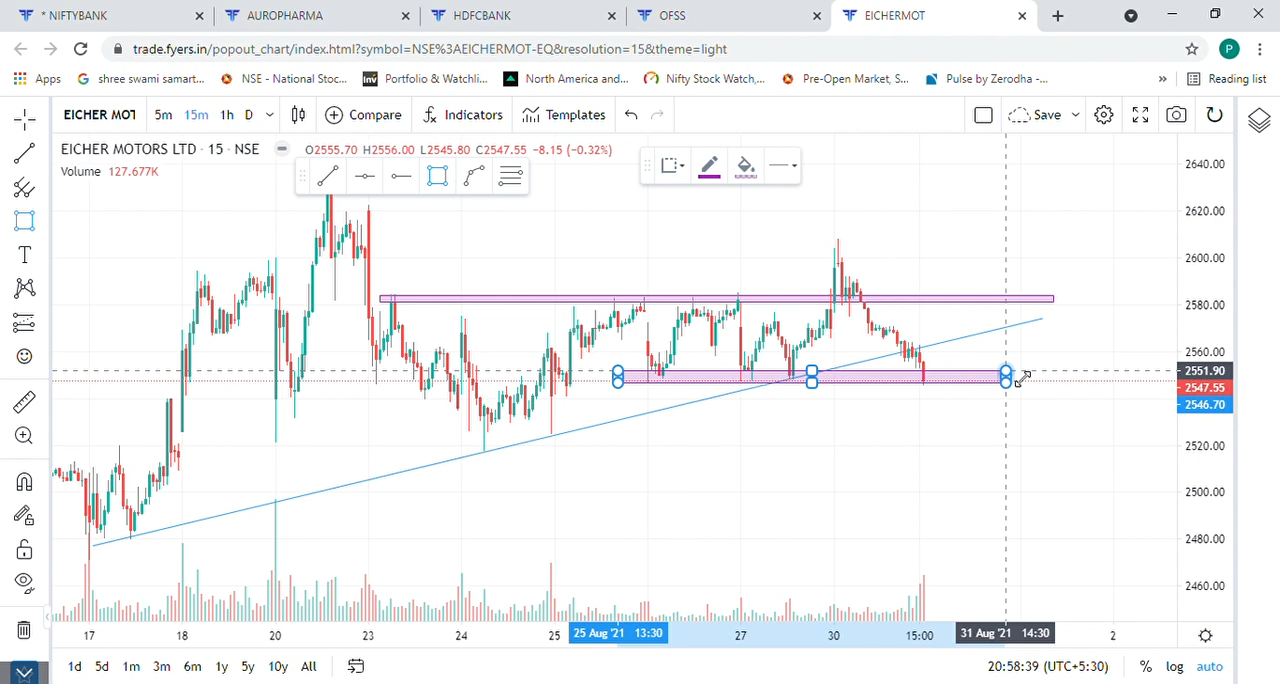 * NIFTYBANK
AUROPHARMA
HDFCBANK
OFSS
EICHERMOT
trade.fyers.in/popout_chart/index.html?symbol=NSE%3AEICHERMOT-EQ&resolution=15&theme=light
P
Apps
shree swami samart...
NSE - National Stoc...
Inv Portfolio & Watchli...
North America and...
Nifty Stock Watch,...
Pre-Open Market, S...
Pulse by Zerodha -...
»
Reading list
EICHER MOT 5m 15m 1h D
Compare
Indicators
Templates
Save
EICHER MOTORS LTD · 15 · NSE
O2555.70 H2556.00 L2545.80 C2547.55 -8.15 (-0.32%)
Volume 127.677K
T
2640.00
2620.00
2600.00
2580.00
2560.00
2551.90
2547.55
2546.70
2520.00
2500.00
2480.00
2460.00
17 18 20 23 24 25 25 Aug '21 13:30 27 30 15:00 31 Aug '21 14:30 2
1d 5d 1m 3m 6m 1y 5y 10y All
20:58:39 (UTC+5:30) % log auto